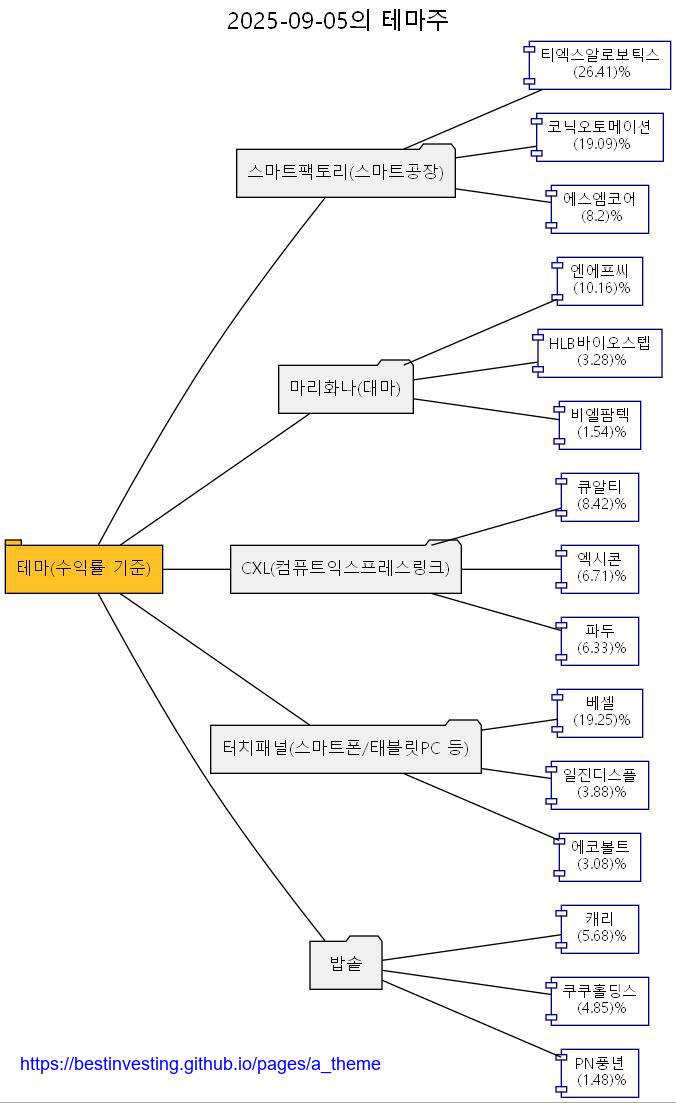 2025-09-05의 테마주
티엑스알로보틱스
(26.41)%
코닉오토메이션
(19.09)%
스마트팩토리(스마트공장)
에스엠코어
(8.2)%
엔에프씨
(10.16)%
HLB바이오스텝
(3.28)%
마리화나(대마)
비엘팜텍
(1.54)%
큐알티
(8.42)%
테마(수익률 기준)
CXL(컴퓨트익스프레스링크)
엑시콘
(6.71)%
파두
(6.33)%
베셀
(19.25)%
터치패널(스마트폰/태블릿PC 등)
일진디스플
(3.88)%
에코볼트
(3.08)%
캐리
(5.68)%
밥솥
쿠쿠홀딩스
(4.85)%
PN풍년
(1.48)%
https://bestinvesting.github.io/pages/a_theme